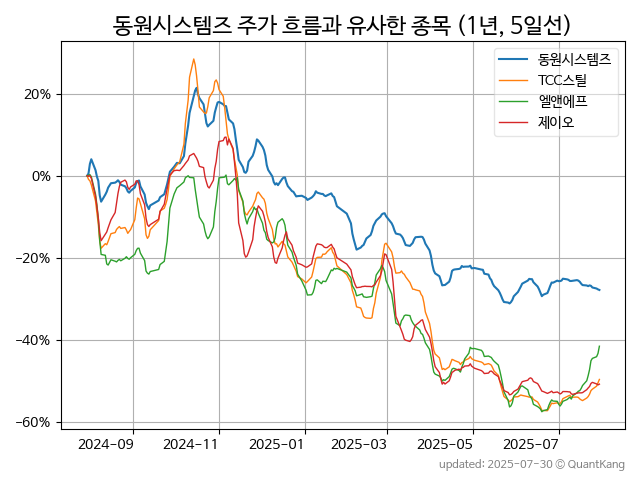 동원시스템즈 주가 흐름과 유사한 종목 (1년, 5일선)
동원시스템즈
TCC스틸
엘앤에프
제이오
20%
0%
−20%
−40%
−60%
2024-09
2024-11
2025-01
2025-03
2025-05
2025-07
updated: 2025-07-30 © QuantKang